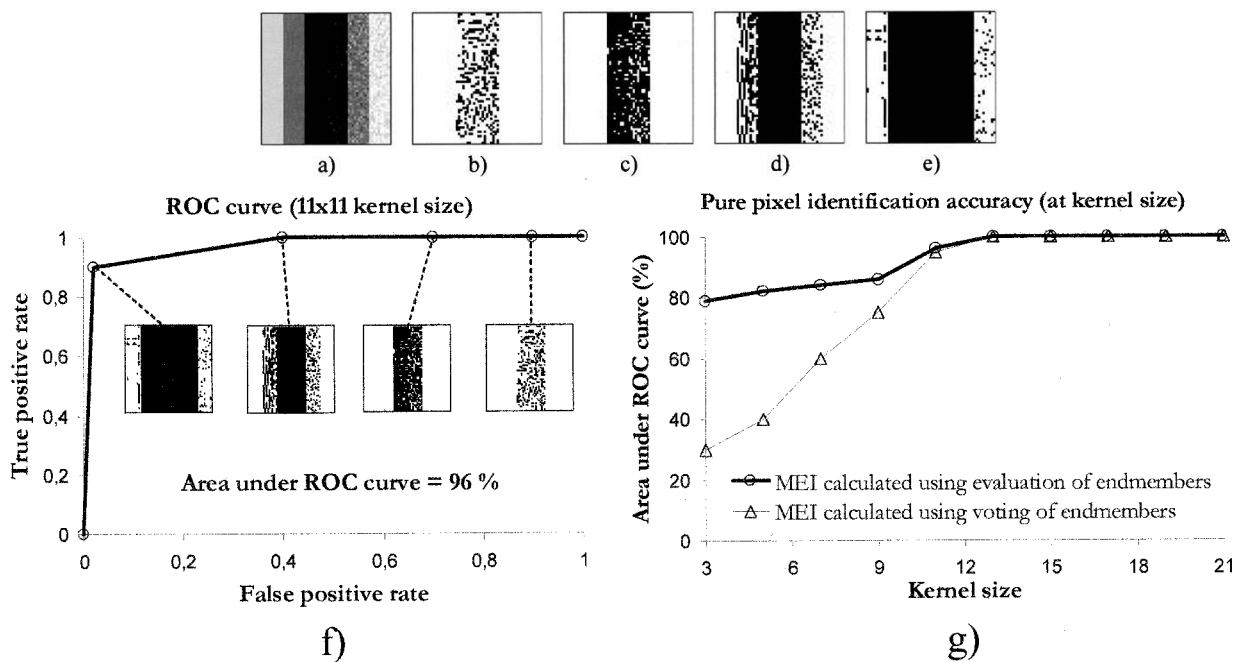 a)
b)
c)
d)
e)
ROC curve (11x11 kernel size)
1
0,8
0,6
0,4
0,2
0
True positive rate
Area under ROC curve = 96 %
0
0,2
0,4
0,6
0,8
1
False positive rate
f)
Pure pixel identification accuracy (at kernel size)
100
80
60
40
20
0
Area under ROC curve (%)
MEI calculated using evaluation of endmembers
MEI calculated using voting of endmembers
3
6
9
12
15
18
21
Kernel size
g)